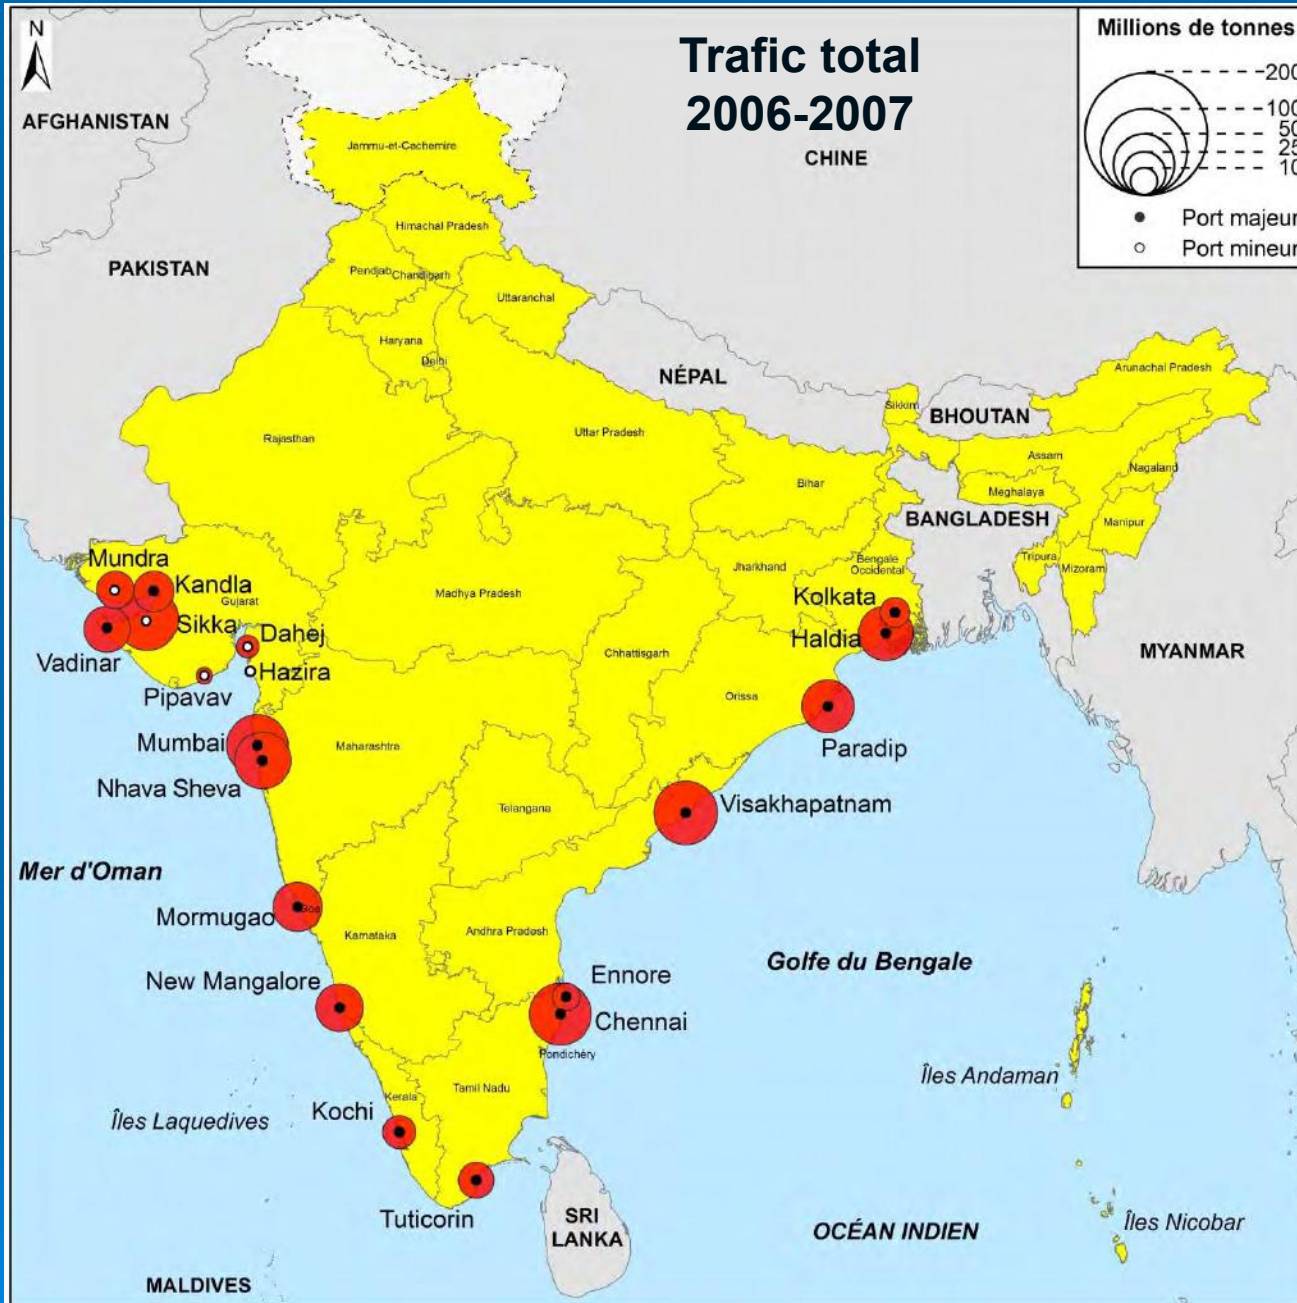 N
Trafic total
2006-2007
Millions de tonnes
200
100
50
25
10
Port majeur
Port mineur
AFGHANISTAN
CHINE
Jammu-et-Cachemire
Himachal Pradesh
PAKISTAN
Pendjab
Chandigarh
Uttaranchal
Haryana
Delhi
NÉPAL
Arunachal Pradesh
Sikkim
BHOUTAN
Rajasthan
Uttar Pradesh
Assam
Nagaland
Bihar
Meghalaya
BANGLADESH
Manipur
Mundra
Tripura
Mizoram
Kandla
Gujarat
Madhya Pradesh
Jharkhand
Bengale
Occidental
Kolkata
Sikka
Dahej
Haldia
Vadinar
Hazira
Chhattisgarh
MYANMAR
Pipavav
Orissa
Mumbai
Maharashtra
Paradip
Nhava Sheva
Telangana
Visakhapatnam
Mer d'Oman
Mormugao
Goa
Karnataka
Andhra Pradesh
Golfe du Bengale
New Mangalore
Ennore
Chennai
Pondichéry
Îles Andaman
Tamil Nadu
Kerala
Îles Laquedives
Kochi
Tuticorin
SRI
LANKA
OCÉAN INDIEN
Îles Nicobar
MALDIVES